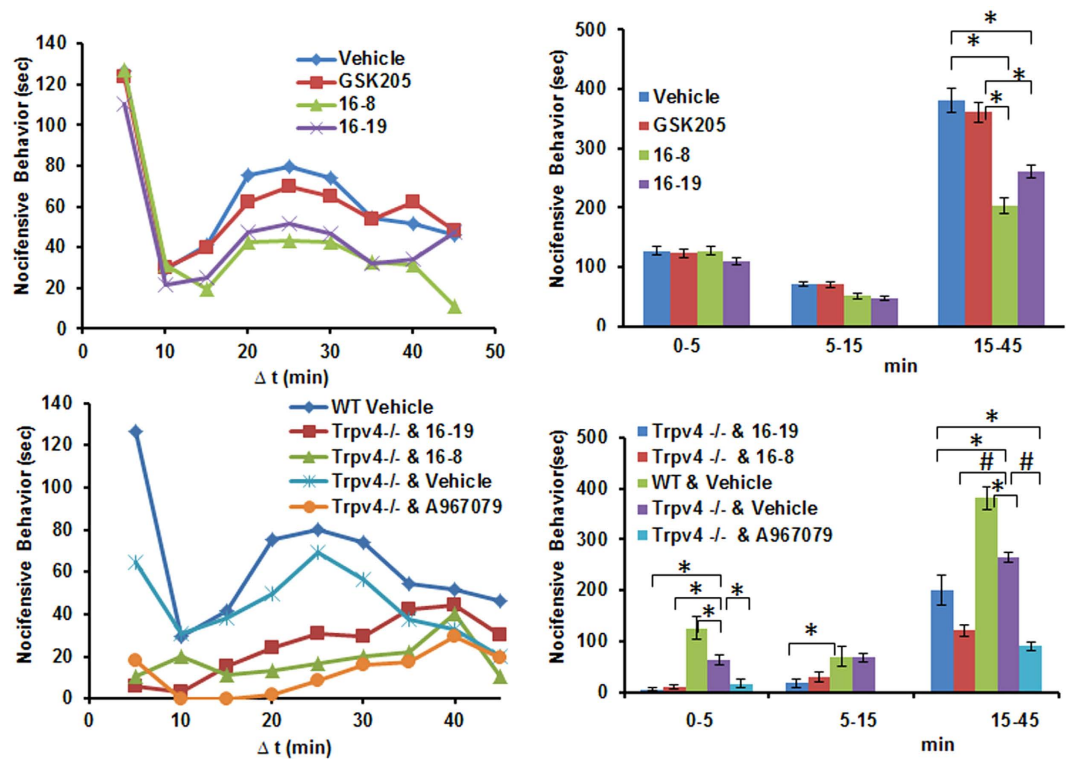 140
120
100
80
60
40
20
0
Nocifensive Behavior (sec)
Vehicle
GSK205
16-8
16-19
0 10 20 30 40 50
Δ t (min)
500
400
300
200
100
0
Nocifensive Behavior (sec)
Vehicle
GSK205
16-8
16-19
*
*
*
*
0-5 5-15 15-45
min
140
120
100
80
60
40
20
0
Nocifensive Behavior (sec)
WT Vehicle
Trpv4-/- & 16-19
Trpv4-/- & 16-8
Trpv4-/- & Vehicle
Trpv4-/- & A967079
0 10 20 30 40
Δ t (min)
500
400
300
200
100
0
Nocifensive Behavior(sec)
Trpv4 -/- & 16-19
Trpv4 -/- & 16-8
WT & Vehicle
Trpv4 -/- & Vehicle
Trpv4 -/- & A967079
*
* *
*
*
*
*
# #
*
0-5 5-15 15-45
min